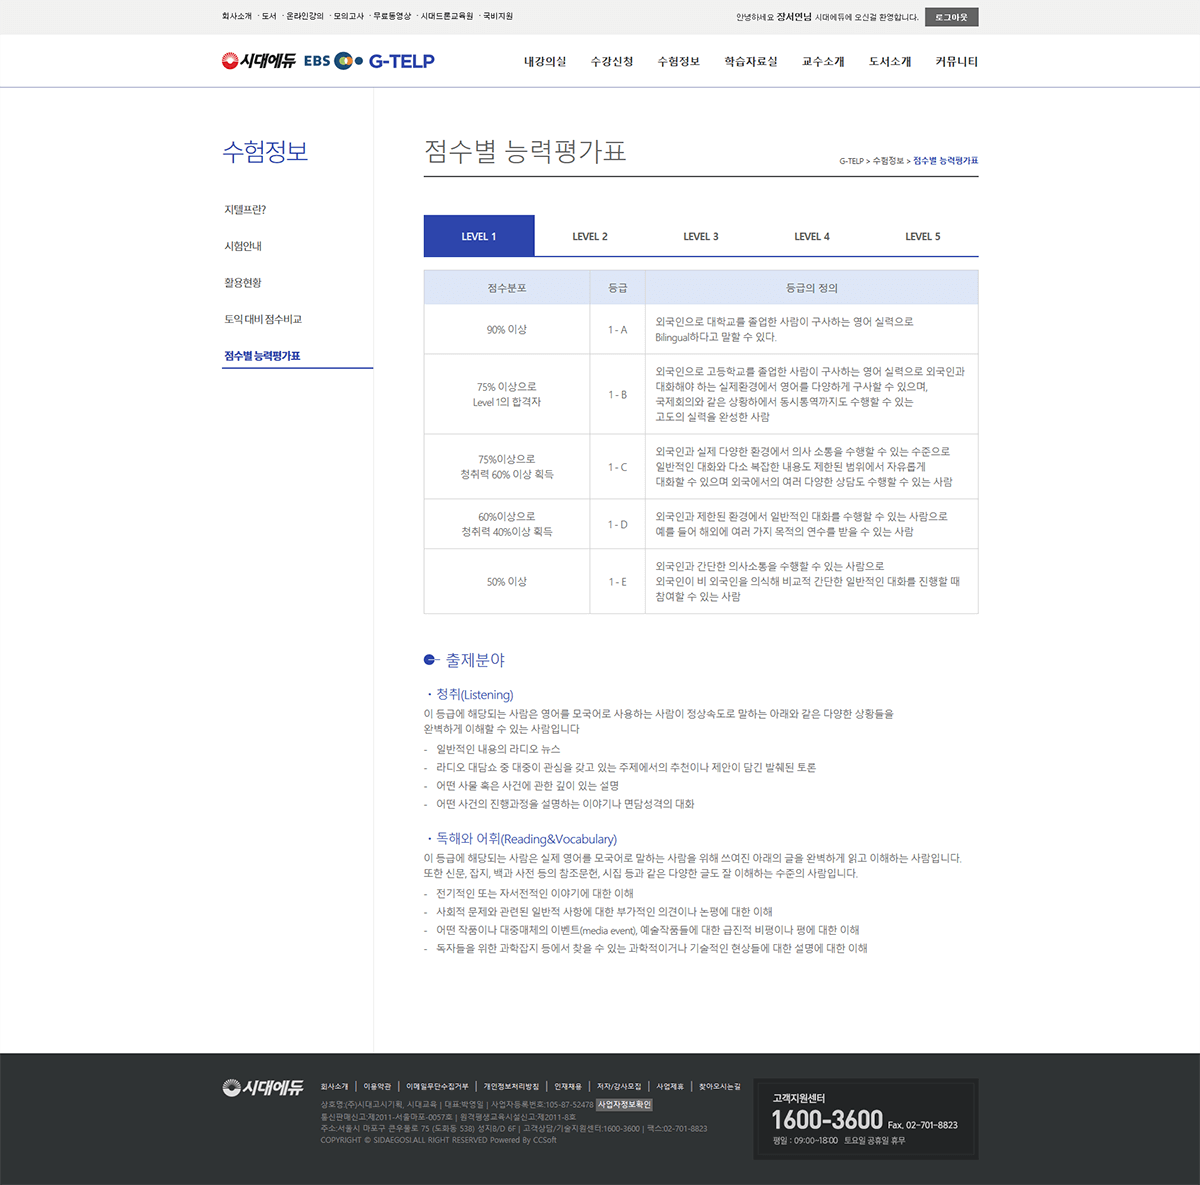 회사소개 · 도서 · 온라인강의 · 모의고사 · 무료동영상 · 시대드론교육원 · 국비지원
안녕하세요 장서연님 시대에듀에 오신걸 환영합니다. 로그아웃
시대에듀 EBS G-TELP
내강의실 수강신청 수험정보 학습자료실 교수소개 도서소개 커뮤니티
수험정보
지텔프란?
시험안내
활용현황
토익 대비 점수비교
점수별 능력평가표
점수별 능력평가표
G-TELP > 수험정보 > 점수별 능력평가표
LEVEL 1 LEVEL 2 LEVEL 3 LEVEL 4 LEVEL 5
점수분포 등급 등급의 정의
90% 이상
1 - A
외국인으로 대학교를 졸업한 사람이 구사하는 영어 실력으로
Bilingual하다고 말할 수 있다.
75% 이상으로
Level 1의 합격자
1 - B
외국인으로 고등학교를 졸업한 사람이 구사하는 영어 실력으로 외국인과
대화해야 하는 실제환경에서 영어를 다양하게 구사할 수 있으며,
국제회의와 같은 상황하에서 동시통역까지도 수행할 수 있는
고도의 실력을 완성한 사람
75%이상으로
청취력 60% 이상 획득
1 - C
외국인과 실제 다양한 환경에서 의사 소통을 수행할 수 있는 수준으로
일반적인 대화와 다소 복잡한 내용도 제한된 범위에서 자유롭게
대화할 수 있으며 외국에서의 여러 다양한 상담도 수행할 수 있는 사람
60%이상으로
청취력 40%이상 획득
1 - D
외국인과 제한된 환경에서 일반적인 대화를 수행할 수 있는 사람으로
예를 들어 해외에 여러 가지 목적의 연수를 받을 수 있는 사람
50% 이상
1 - E
외국인과 간단한 의사소통을 수행할 수 있는 사람으로
외국인이 비 외국인을 의식해 비교적 간단한 일반적인 대화를 진행할 때
참여할 수 있는 사람
출제분야
· 청취(Listening)
이 등급에 해당되는 사람은 영어를 모국어로 사용하는 사람이 정상속도로 말하는 아래와 같은 다양한 상황들을
완벽하게 이해할 수 있는 사람입니다
- 일반적인 내용의 라디오 뉴스
- 라디오 대담쇼 중 대중이 관심을 갖고 있는 주제에서의 추천이나 제안이 담긴 발췌된 토론
- 어떤 사물 혹은 사건에 관한 깊이 있는 설명
- 어떤 사건의 진행과정을 설명하는 이야기나 면담성격의 대화
· 독해와 어휘(Reading&Vocabulary)
이 등급에 해당되는 사람은 실제 영어를 모국어로 말하는 사람을 위해 쓰여진 아래의 글을 완벽하게 읽고 이해하는 사람입니다.
또한 신문, 잡지, 백과 사전 등의 참조문헌, 시집 등과 같은 다양한 글도 잘 이해하는 수준의 사람입니다.
- 전기적인 또는 자서전적인 이야기에 대한 이해
- 사회적 문제와 관련된 일반적 사항에 대한 부가적인 의견이나 논평에 대한 이해
- 어떤 작품이나 대중매체의 이벤트(media event), 예술작품들에 대한 급진적 비평이나 평에 대한 이해
- 독자들을 위한 과학잡지 등에서 찾을 수 있는 과학적이거나 기술적인 현상들에 대한 설명에 대한 이해
시대에듀
회사소개 | 이용약관 | 이메일무단수집거부 | 개인정보처리방침 | 인재채용 | 저자/강사모집 | 사업제휴 | 찾아오시는길
상호명:(주)시대고시기획, 시대교육 | 대표:박영일 | 사업자등록번호:105-87-52478 사업자정보확인
통신판매신고:제2011-서울마포-0057호 | 원격평생교육시설신고:제2011-8호
주소:서울시 마포구 큰우물로 75 (도화동 538) 성지B/D 6F | 고객상담/기술지원센터:1600-3600 | 팩스:02-701-8823
COPYRIGHT © SIDAEGOSI.ALL RIGHT RESERVED Powered By CCSoft
고객지원센터
1600-3600 Fax. 02-701-8823
평일 : 09:00~18:00 토요일 공휴일 휴무